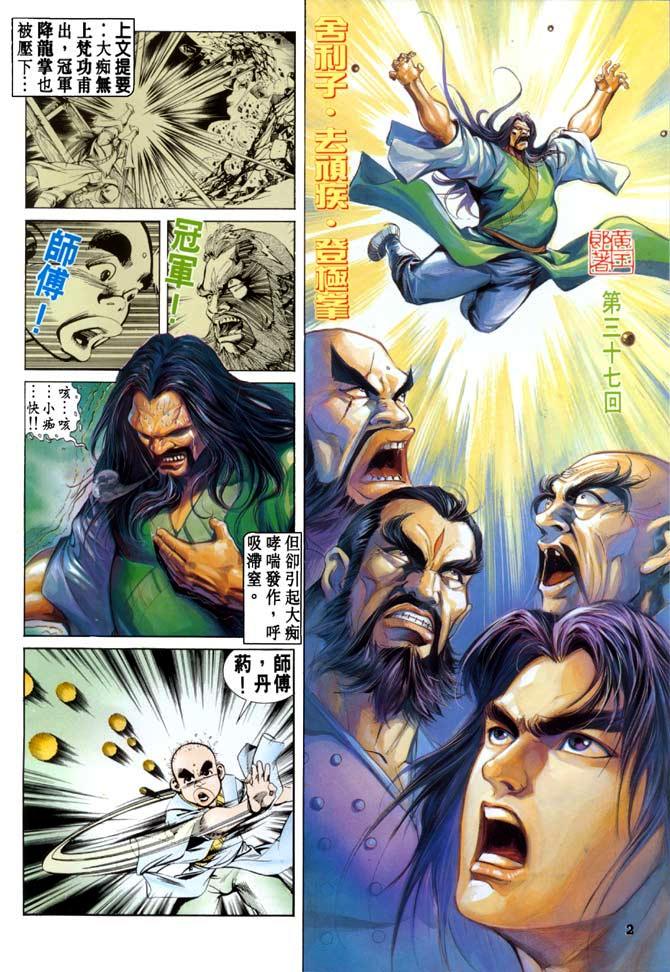 舍利子·去頑疾·登極峯
黃玉
郎著
第三十七回
上文提要
：大痴無
上梵功甫
出，冠軍
降龍掌也
被壓下…
冠軍！
師傅！
咳…咳
…小痴
…快!!
但卻引起大痴
哮喘發作，呼
吸滯窒。
師傅
，丹
葯！
2